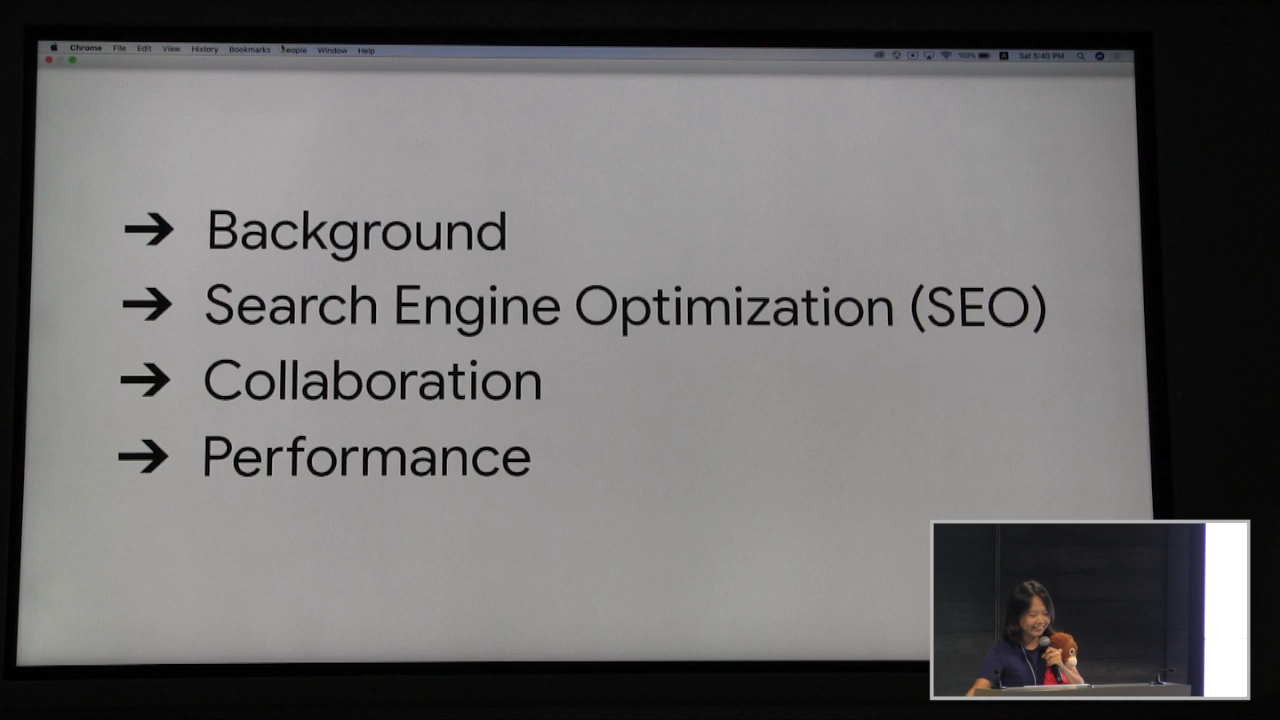 Chrome File Edit View History Bookmarks People Window Help
100% Sat 5:40 PM
→ Background
→ Search Engine Optimization (SEO)
→ Collaboration
→ Performance